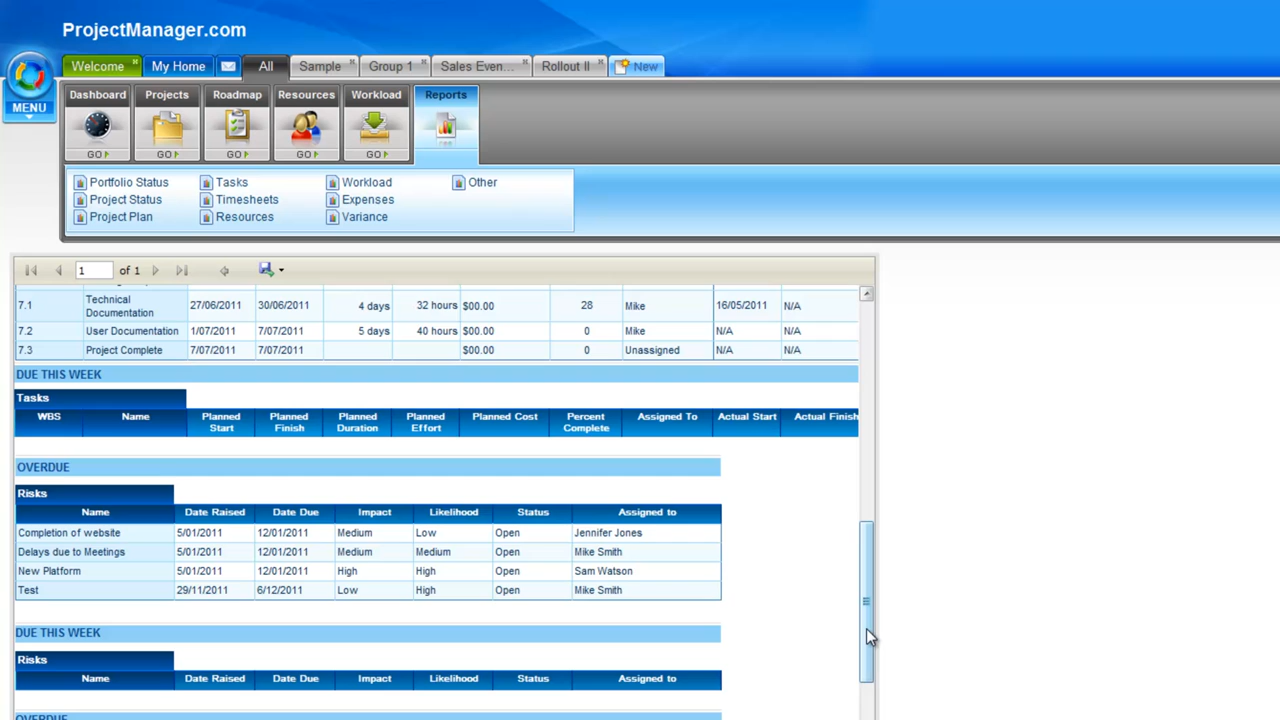 ProjectManager.com
Welcome My Home All Sample Group 1 Sales Even... Rollout II New
MENU
Dashboard Projects Roadmap Resources Workload Reports
GO GO GO GO GO
Portfolio Status Tasks Workload Other
Project Status Timesheets Expenses
Project Plan Resources Variance
1 of 1
7.1 Technical Documentation 27/06/2011 30/06/2011 4 days 32 hours $00.00 28 Mike 16/05/2011 N/A
7.2 User Documentation 1/07/2011 7/07/2011 5 days 40 hours $00.00 0 Mike N/A N/A
7.3 Project Complete 7/07/2011 7/07/2011 $00.00 0 Unassigned N/A N/A
DUE THIS WEEK
Tasks
WBS Name Planned Start Planned Finish Planned Duration Planned Effort Planned Cost Percent Complete Assigned To Actual Start Actual Finish
OVERDUE
Risks
Name Date Raised Date Due Impact Likelihood Status Assigned to
Completion of website 5/01/2011 12/01/2011 Medium Low Open Jennifer Jones
Delays due to Meetings 5/01/2011 12/01/2011 Medium Medium Open Mike Smith
New Platform 5/01/2011 12/01/2011 High High Open Sam Watson
Test 29/11/2011 6/12/2011 Low High Open Mike Smith
DUE THIS WEEK
Risks
Name Date Raised Date Due Impact Likelihood Status Assigned to
OVERDUE